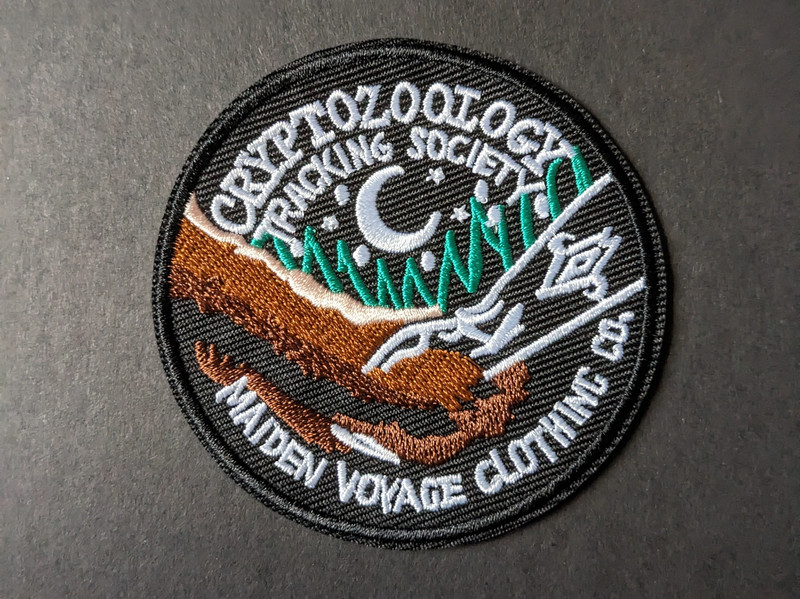 CRYPTOZOOLOGY
TRACKING SOCIETY
MAIDEN VOYAGE CLOTHING CO.